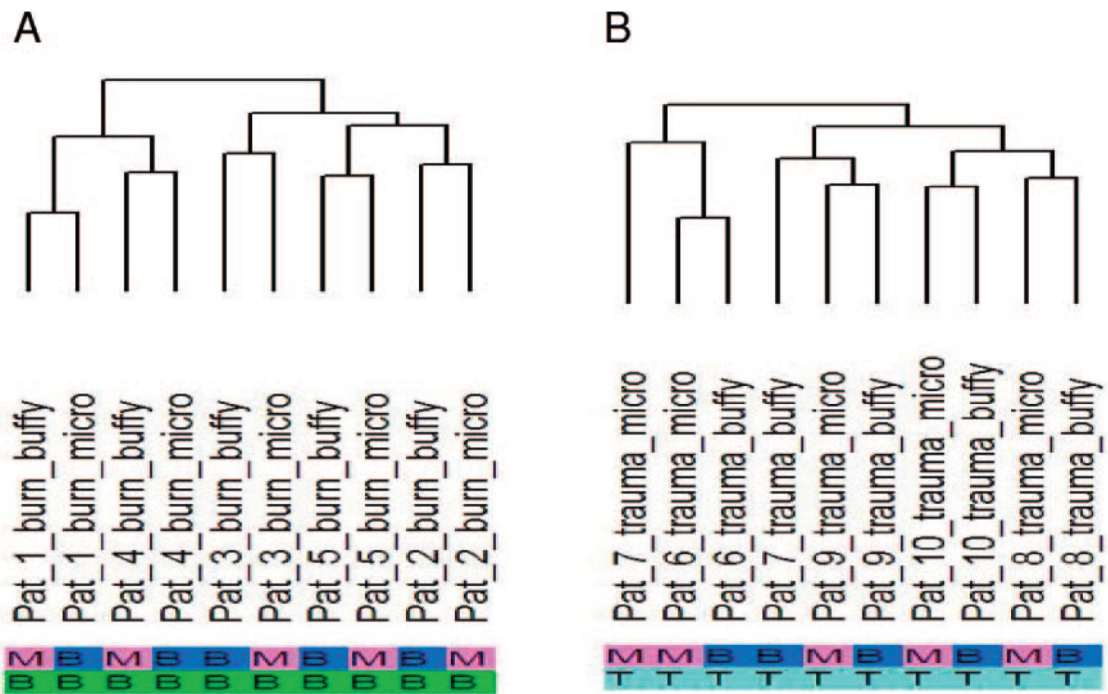 A
B
Pat_1_burn_buffy
Pat_1_burn_micro
Pat_4_burn_buffy
Pat_4_burn_micro
Pat_3_burn_buffy
Pat_3_burn_micro
Pat_5_burn_buffy
Pat_5_burn_micro
Pat_2_burn_buffy
Pat_2_burn_micro
Pat_7_trauma_micro
Pat_6_trauma_micro
Pat_6_trauma_buffy
Pat_7_trauma_buffy
Pat_9_trauma_micro
Pat_9_trauma_buffy
Pat_10_trauma_micro
Pat_10_trauma_buffy
Pat_8_trauma_micro
Pat_8_trauma_buffy
M B M B B M B M B M
B B B B B B B B B B
M M B B M B M B M B
T T T T T T T T T T